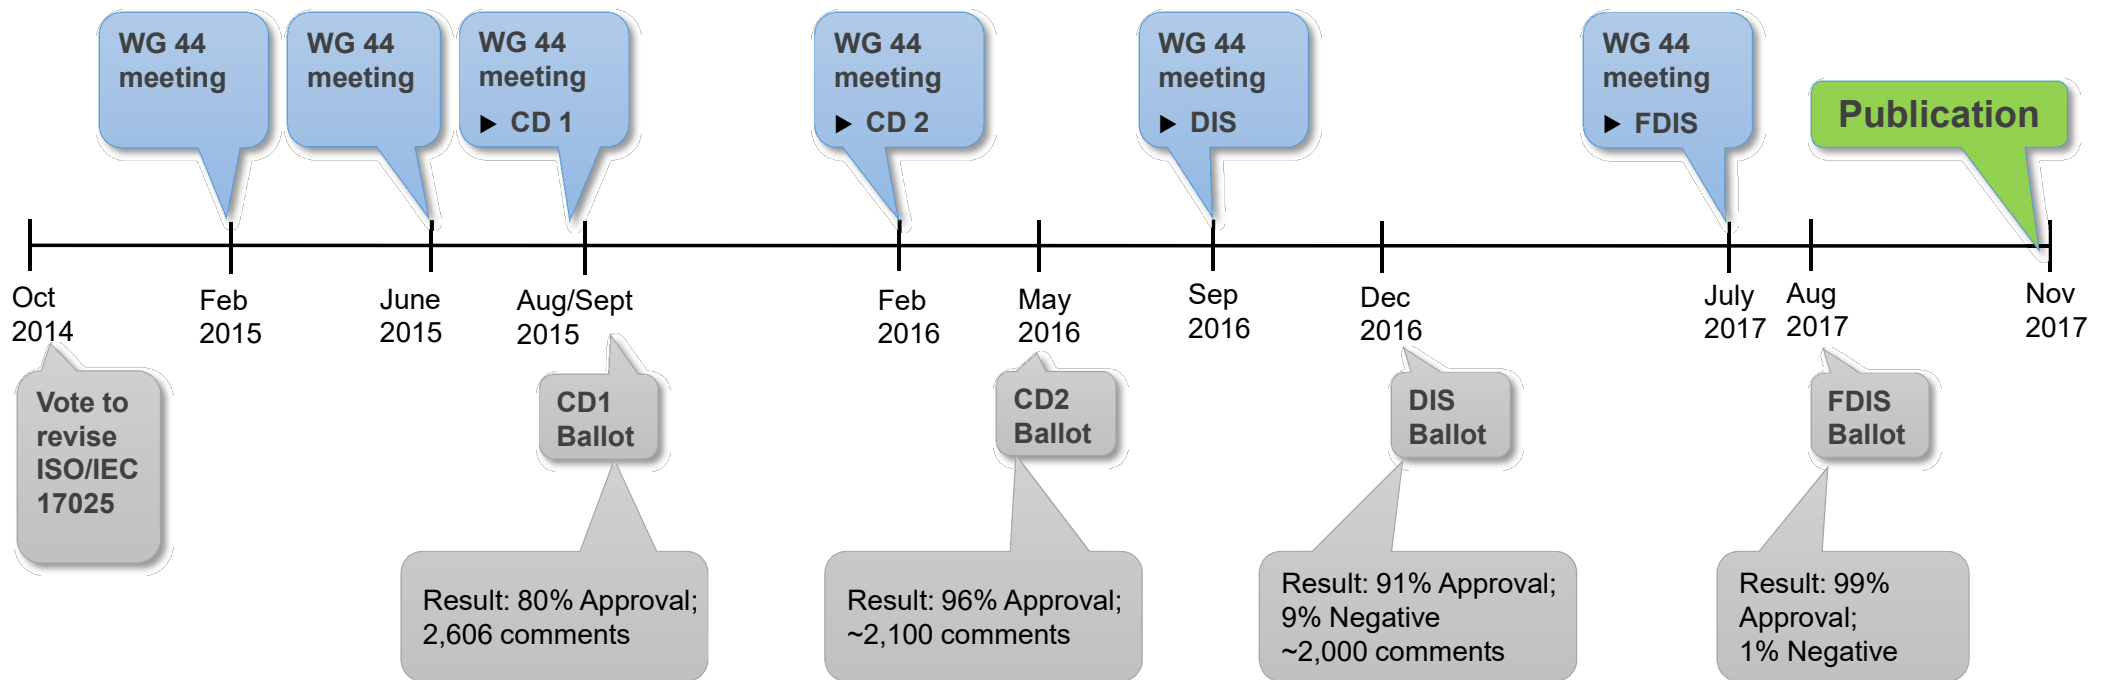 WG 44
meeting
WG 44
meeting
WG 44
meeting
► CD 1
WG 44
meeting
► CD 2
WG 44
meeting
► DIS
WG 44
meeting
► FDIS
Publication
Oct
2014
Feb
2015
June
2015
Aug/Sept
2015
Feb
2016
May
2016
Sep
2016
Dec
2016
July
2017
Aug
2017
Nov
2017
Vote to
revise
ISO/IEC
17025
CD1
Ballot
CD2
Ballot
DIS
Ballot
FDIS
Ballot
Result: 80% Approval;
2,606 comments
Result: 96% Approval;
~2,100 comments
Result: 91% Approval;
9% Negative
~2,000 comments
Result: 99%
Approval;
1% Negative